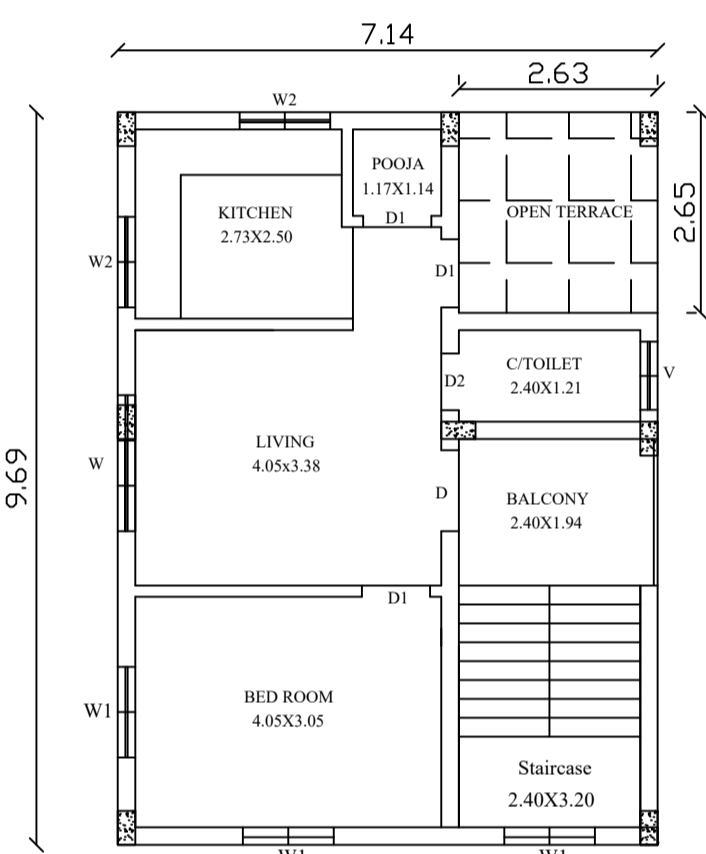 7.14
2.63
W2
POOJA
1.17X1.14
D1
KITCHEN
2.73X2.50
OPEN TERRACE
2.65
W2
D1
C/TOILET
2.40X1.21
V
D2
9.69
LIVING
4.05x3.38
W
D
BALCONY
2.40X1.94
D1
BED ROOM
4.05X3.05
W1
Staircase
2.40X3.20
W1
W1